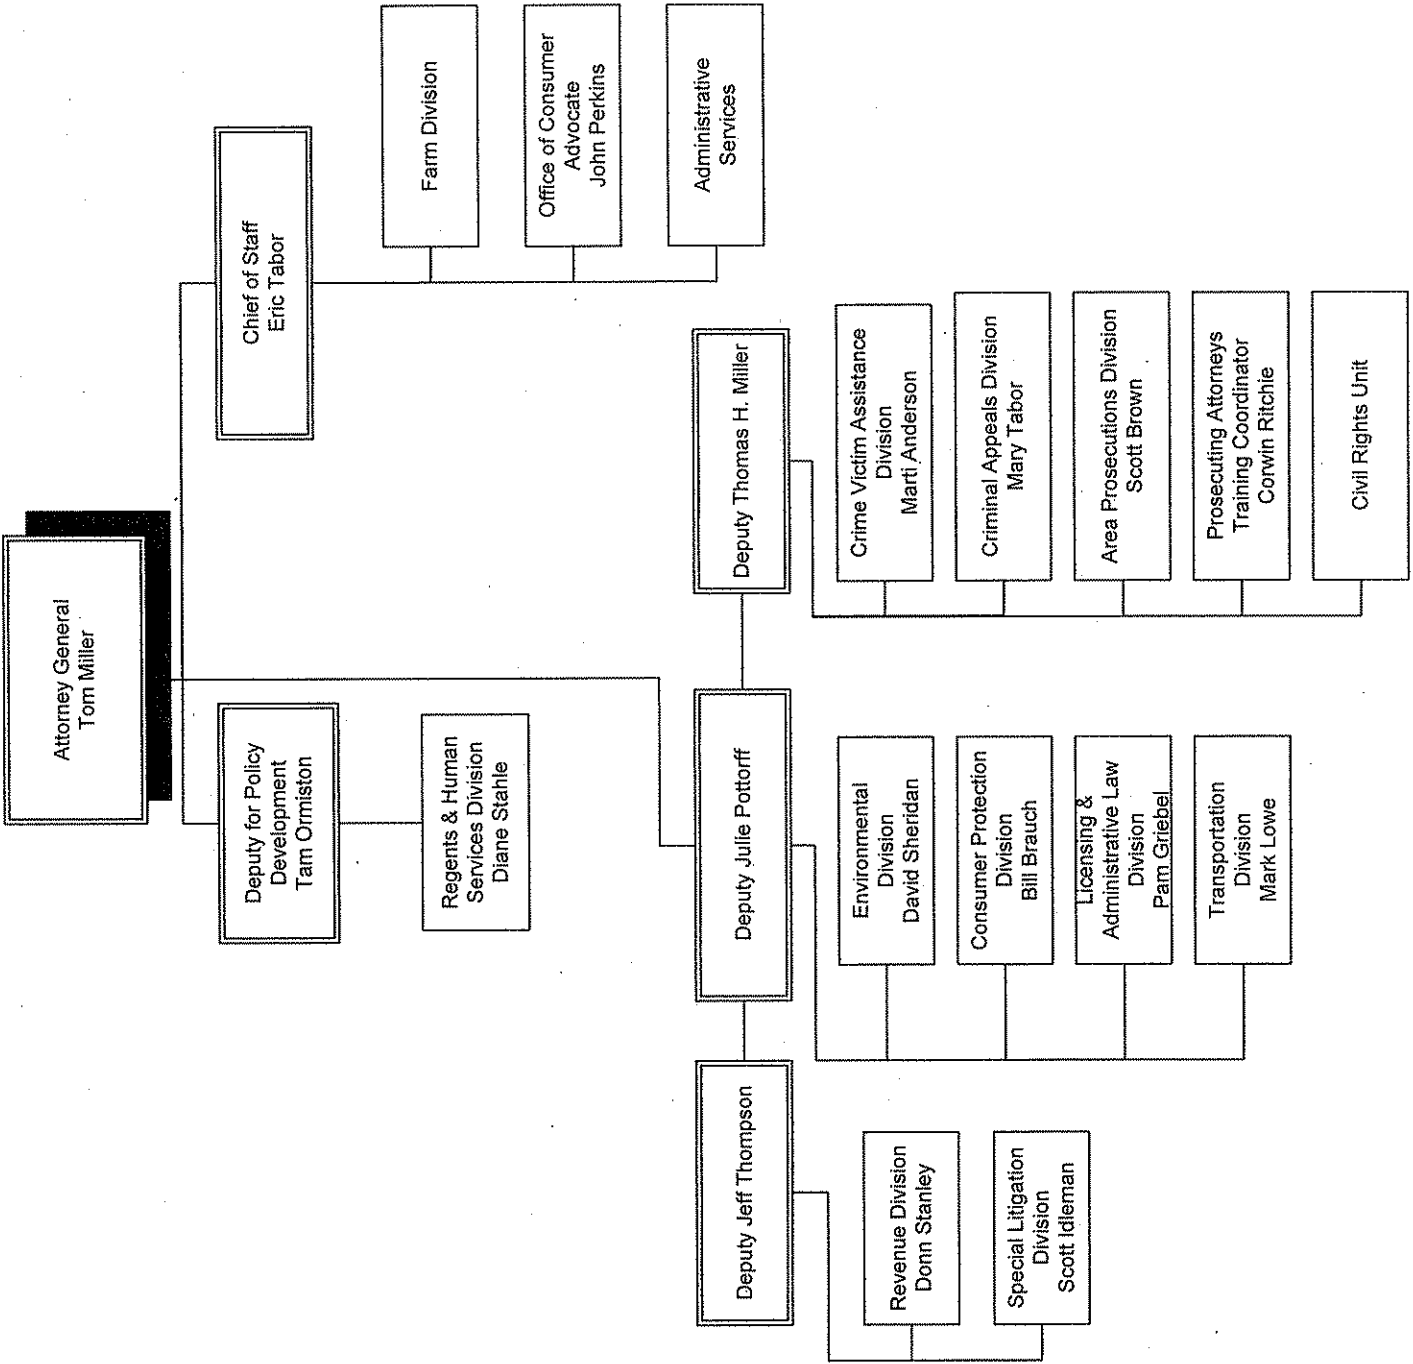 Attorney General
Tom Miller
Deputy for Policy
Development
Tam Ormiston
Regents & Human
Services Division
Diane Stahle
Chief of Staff
Eric Tabor
Farm Division
Office of Consumer
Advocate
John Perkins
Administrative
Services
Deputy Jeff Thompson
Revenue Division
Donn Stanley
Special Litigation
Division
Scott Idleman
Deputy Julie Pottorff
Environmental
Division
David Sheridan
Consumer Protection
Division
Bill Brauch
Licensing &
Administrative Law
Division
Pam Griebel
Transportation
Division
Mark Lowe
Deputy Thomas H. Miller
Crime Victim Assistance
Division
Marti Anderson
Criminal Appeals Division
Mary Tabor
Area Prosecutions Division
Scott Brown
Prosecuting Attorneys
Training Coordinator
Corwin Ritchie
Civil Rights Unit